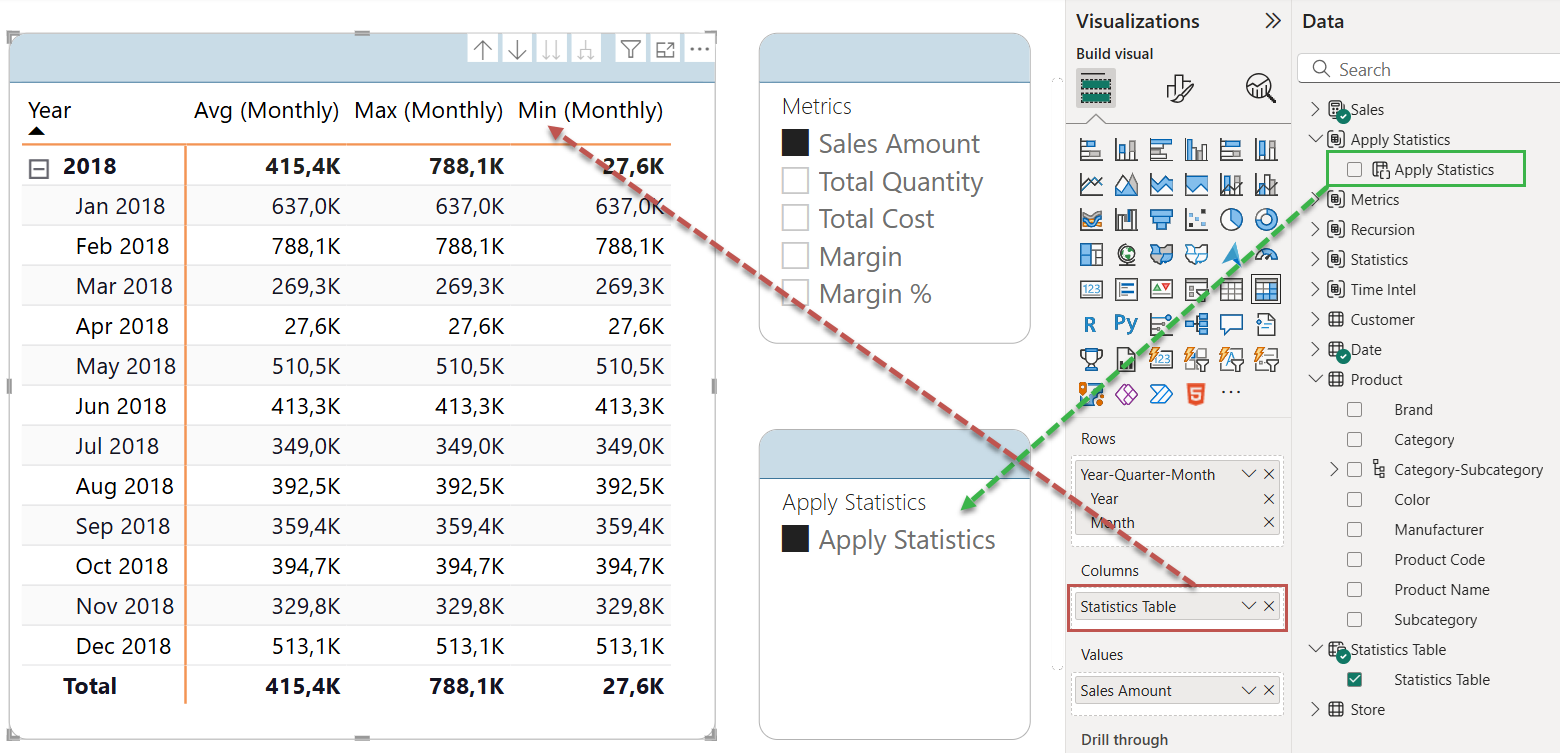 Year Avg (Monthly) Max (Monthly) Min (Monthly)
2018 415,4K 788,1K 27,6K
Jan 2018 637,0K 637,0K 637,0K
Feb 2018 788,1K 788,1K 788,1K
Mar 2018 269,3K 269,3K 269,3K
Apr 2018 27,6K 27,6K 27,6K
May 2018 510,5K 510,5K 510,5K
Jun 2018 413,3K 413,3K 413,3K
Jul 2018 349,0K 349,0K 349,0K
Aug 2018 392,5K 392,5K 392,5K
Sep 2018 359,4K 359,4K 359,4K
Oct 2018 394,7K 394,7K 394,7K
Nov 2018 329,8K 329,8K 329,8K
Dec 2018 513,1K 513,1K 513,1K
Total 415,4K 788,1K 27,6K
Metrics
Sales Amount
Total Quantity
Total Cost
Margin
Margin %
Apply Statistics
Apply Statistics
Visualizations
Build visual
123
R Py
123
A
5
Rows
Year-Quarter-Month
Year
Month
Columns
Statistics Table
Values
Sales Amount
Drill through
Data
Search
Sales
Apply Statistics
Apply Statistics
Metrics
Recursion
Statistics
Time Intel
Customer
Date
Product
Brand
Category
Category-Subcategory
Color
Manufacturer
Product Code
Product Name
Subcategory
Statistics Table
Statistics Table
Store